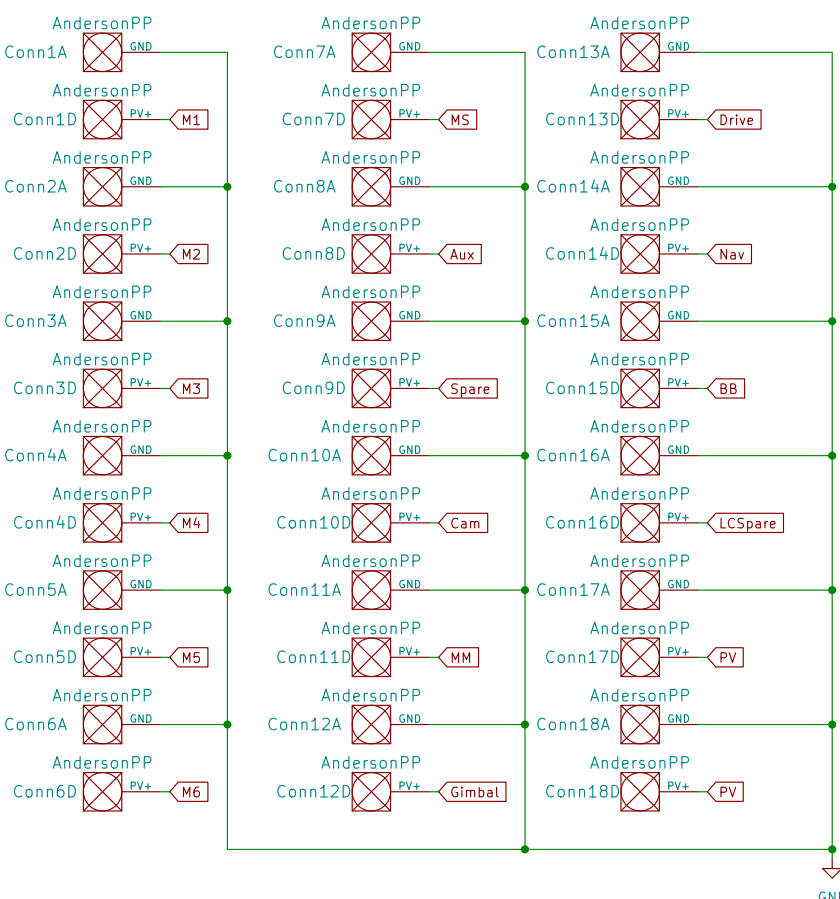 AndersonPP AndersonPP AndersonPP
Conn1A GND Conn7A GND Conn13A GND
AndersonPP AndersonPP AndersonPP
Conn1D PV+ M1 Conn7D PV+ MS Conn13D PV+ Drive
AndersonPP AndersonPP AndersonPP
Conn2A GND Conn8A GND Conn14A GND
AndersonPP AndersonPP AndersonPP
Conn2D PV+ M2 Conn8D PV+ Aux Conn14D PV+ Nav
AndersonPP AndersonPP AndersonPP
Conn3A GND Conn9A GND Conn15A GND
AndersonPP AndersonPP AndersonPP
Conn3D PV+ M3 Conn9D PV+ Spare Conn15D PV+ BB
AndersonPP AndersonPP AndersonPP
Conn4A GND Conn10A GND Conn16A GND
AndersonPP AndersonPP AndersonPP
Conn4D PV+ M4 Conn10D PV+ Cam Conn16D PV+ LCSpare
AndersonPP AndersonPP AndersonPP
Conn5A GND Conn11A GND Conn17A GND
AndersonPP AndersonPP AndersonPP
Conn5D PV+ M5 Conn11D PV+ MM Conn17D PV+ PV
AndersonPP AndersonPP AndersonPP
Conn6A GND Conn12A GND Conn18A GND
AndersonPP AndersonPP AndersonPP
Conn6D PV+ M6 Conn12D PV+ Gimbal Conn18D PV+ PV
GND